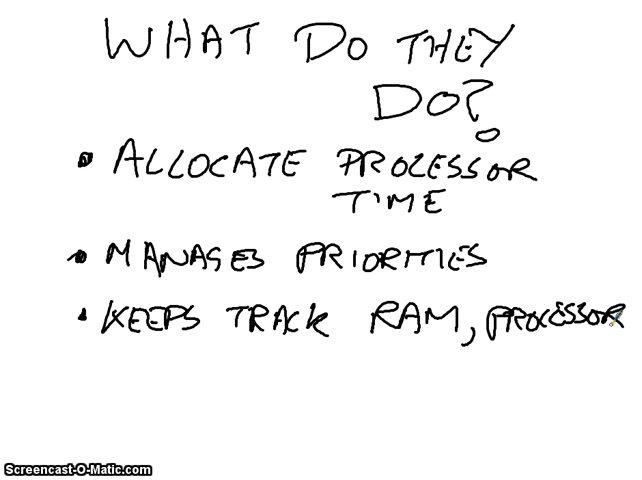 WHAT DO THEY
DO?
• ALLOCATE PROCESSOR
TIME
• MANAGES PRIORITIES
• KEEPS TRACK RAM, PROCESSOR
Screencast-O-Matic.com